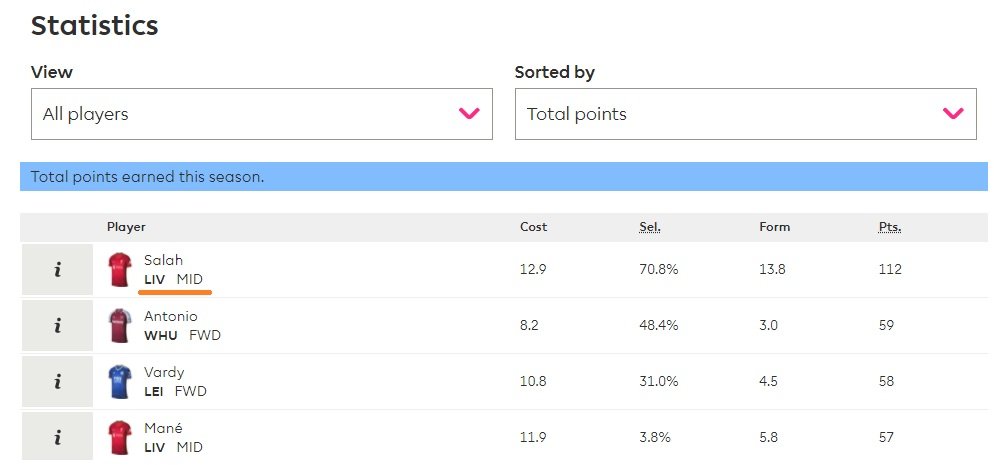 Statistics
View Sorted by
All players Total points
Total points earned this season.
Player Cost Sel. Form Pts.
i Salah 12.9 70.8% 13.8 112
LIV MID
i Antonio 8.2 48.4% 3.0 59
WHU FWD
i Vardy 10.8 31.0% 4.5 58
LEI FWD
i Mané 11.9 3.8% 5.8 57
LIV MID